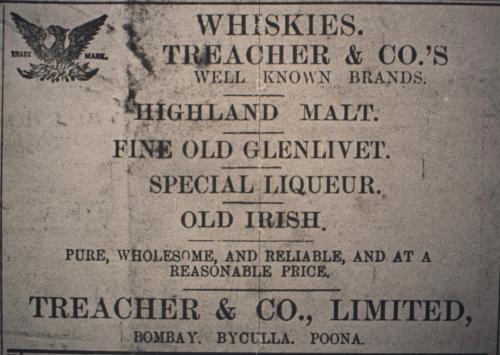 WHISKIES.
TRADE MARK.
TREACHER & CO.'S
WELL KNOWN BRANDS.
HIGHLAND MALT.
FINE OLD GLENLIVET.
SPECIAL LIQUEUR.
OLD IRISH.
PURE, WHOLESOME, AND RELIABLE, AND AT A
REASONABLE PRICE.
TREACHER & CO., LIMITED,
BOMBAY. BYCULLA. POONA.